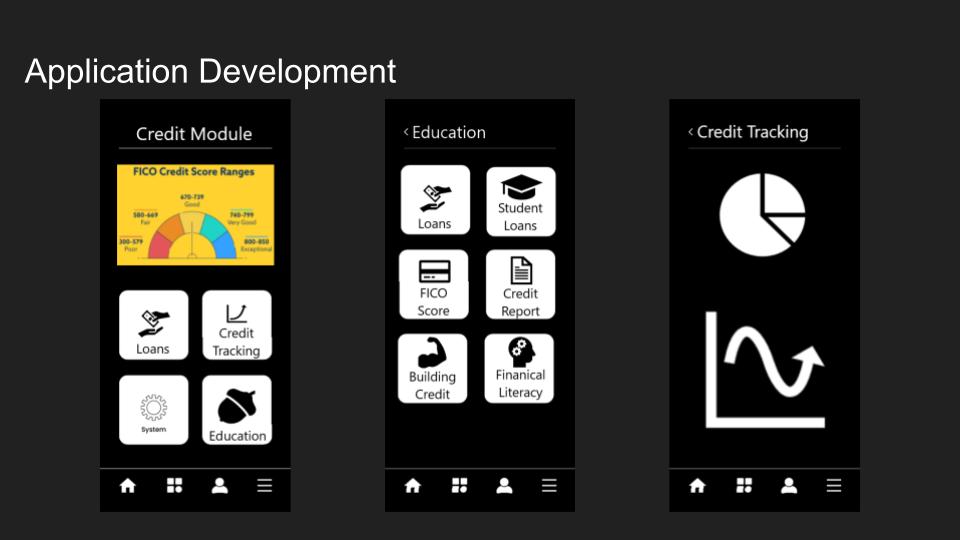 Application Development
Credit Module
FICO Credit Score Ranges
670-739
Good
580-669
Fair
740-799
Very Good
300-579
Poor
800-850
Exceptional
Loans
Credit
Tracking
System
Education
< Education
Loans
Student
Loans
FICO
Score
Credit
Report
Building
Credit
Finanical
Literacy
< Credit Tracking